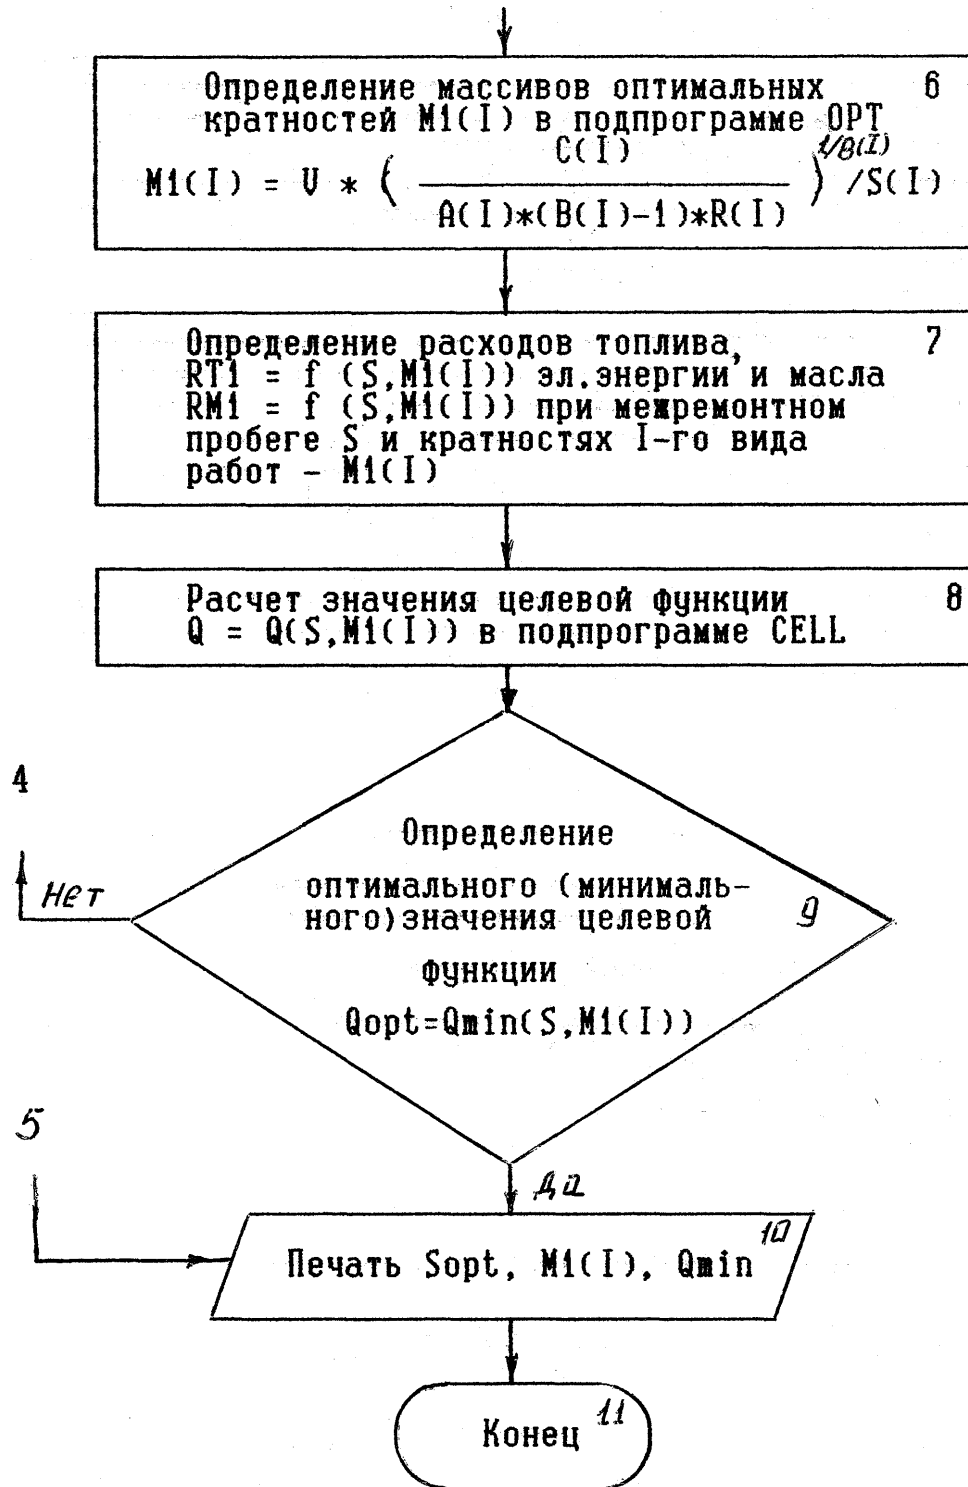 Определение массивов оптимальных 6
кратностей M1(I) в подпрограмме OPT
C(I) 1/B(I)
M1(I) = U * ( ) /S(I)
A(I)*(B(I)-1)*R(I)
Определение расходов топлива, 7
RT1 = f (S,M1(I)) эл.энергии и масла
RM1 = f (S,M1(I)) при межремонтном
пробеге S и кратностях I-го вида
работ - M1(I)
Расчет значения целевой функции 8
Q = Q(S,M1(I)) в подпрограмме CELL
4
Нет
Определение
оптимального (минималь-
ного)значения целевой 9
функции
Qopt=Qmin(S,M1(I))
5
Да
10
Печать Sopt, M1(I), Qmin
Конец 11